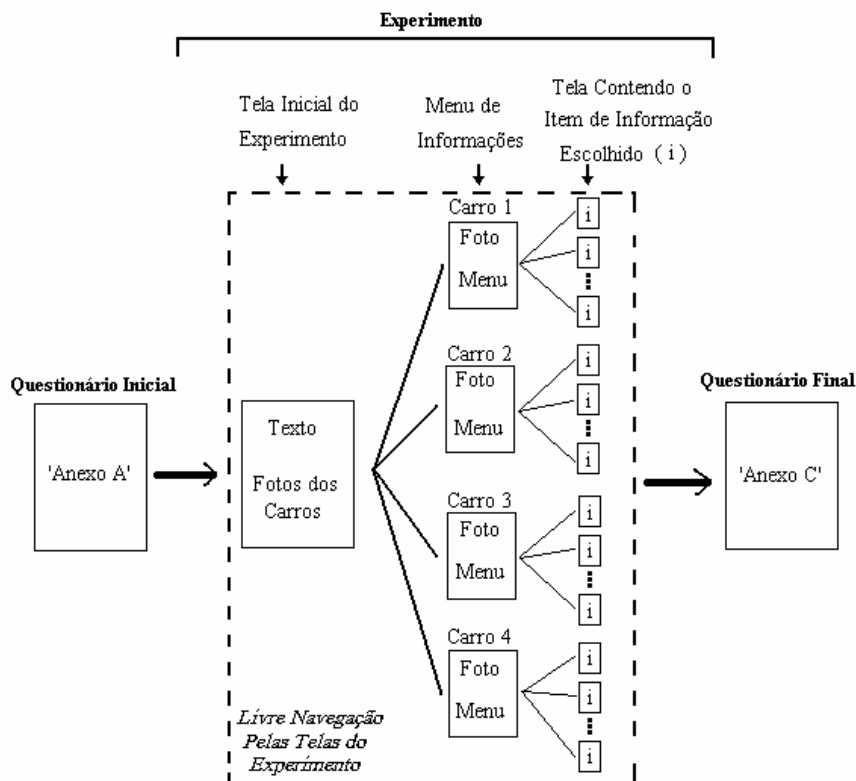 Experimento
Tela Inicial do
Experimento
Menu de
Informações
Tela Contendo o
Item de Informação
Escolhido ( i )
Carro 1
Foto
Menu
i
i
i
Carro 2
Foto
Menu
i
i
i
Questionário Inicial
'Anexo A'
Texto
Fotos dos
Carros
Carro 3
Foto
Menu
i
i
i
Carro 4
Foto
Menu
i
i
i
Livre Navegação
Pelas Telas do
Experimento
Questionário Final
'Anexo C'